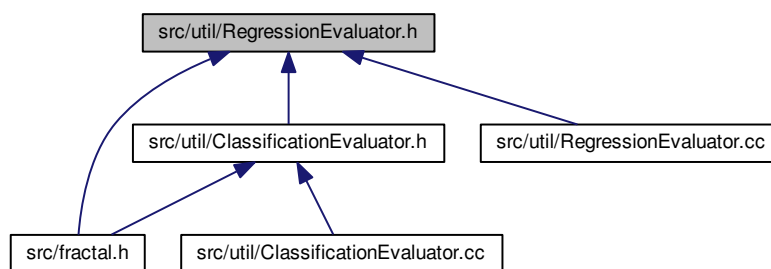 src/util/RegressionEvaluator.h
src/util/ClassificationEvaluator.h
src/util/RegressionEvaluator.cc
src/fractal.h
src/util/ClassificationEvaluator.cc